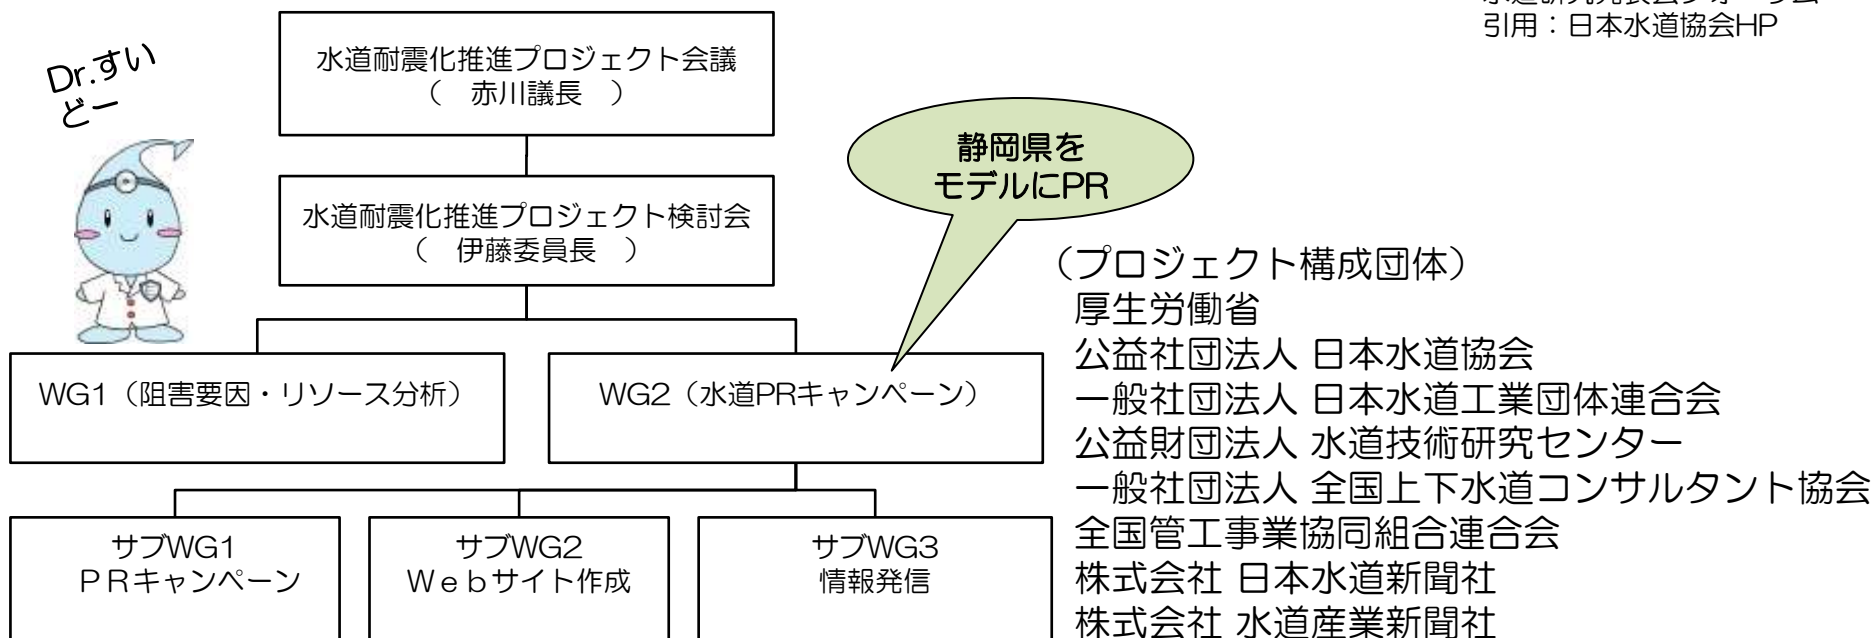 引用：日本水道協会HP
Dr.すい
どー
水道耐震化推進プロジェクト会議
（　赤川議長　）
静岡県を
モデルにPR
水道耐震化推進プロジェクト検討会
（　伊藤委員長　）
WG1（阻害要因・リソース分析）
WG2（水道PRキャンペーン）
サブWG1
ＰＲキャンペーン
サブWG2
Ｗｅｂサイト作成
サブWG3
情報発信
（プロジェクト構成団体）
厚生労働省
公益社団法人 日本水道協会
一般社団法人 日本水道工業団体連合会
公益財団法人 水道技術研究センター
一般社団法人 全国上下水道コンサルタント協会
全国管工事業協同組合連合会
株式会社 日本水道新聞社
株式会社 水道産業新聞社